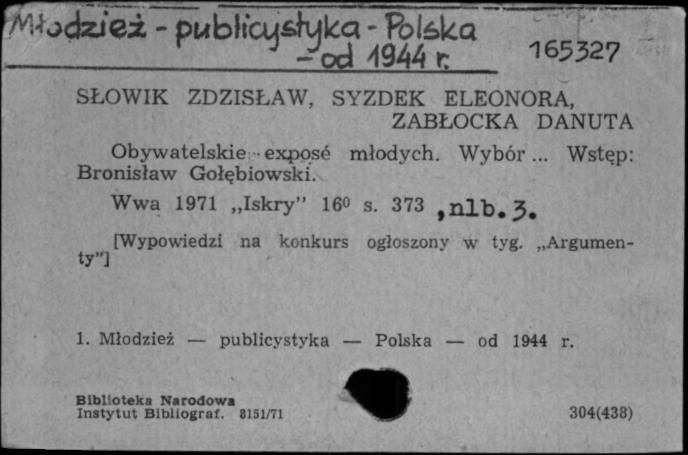 Młodzież - publicystyka - Polska
- od 1944 r.
165327
SŁOWIK ZDZISŁAW, SYZDEK ELEONORA,
ZABŁOCKA DANUTA
Obywatelskie exposé młodych. Wybór ... Wstęp:
Bronisław Gołębiowski.
Wwa 1971 „Iskry” 16⁰ s. 373 , nlb. 3.
[Wypowiedzi na konkurs ogłoszony w tyg. „Argumen-
ty”]
1. Młodzież — publicystyka — Polska — od 1944 r.
Biblioteka Narodowa
Instytut Bibliograf. 8151/71
304(438)